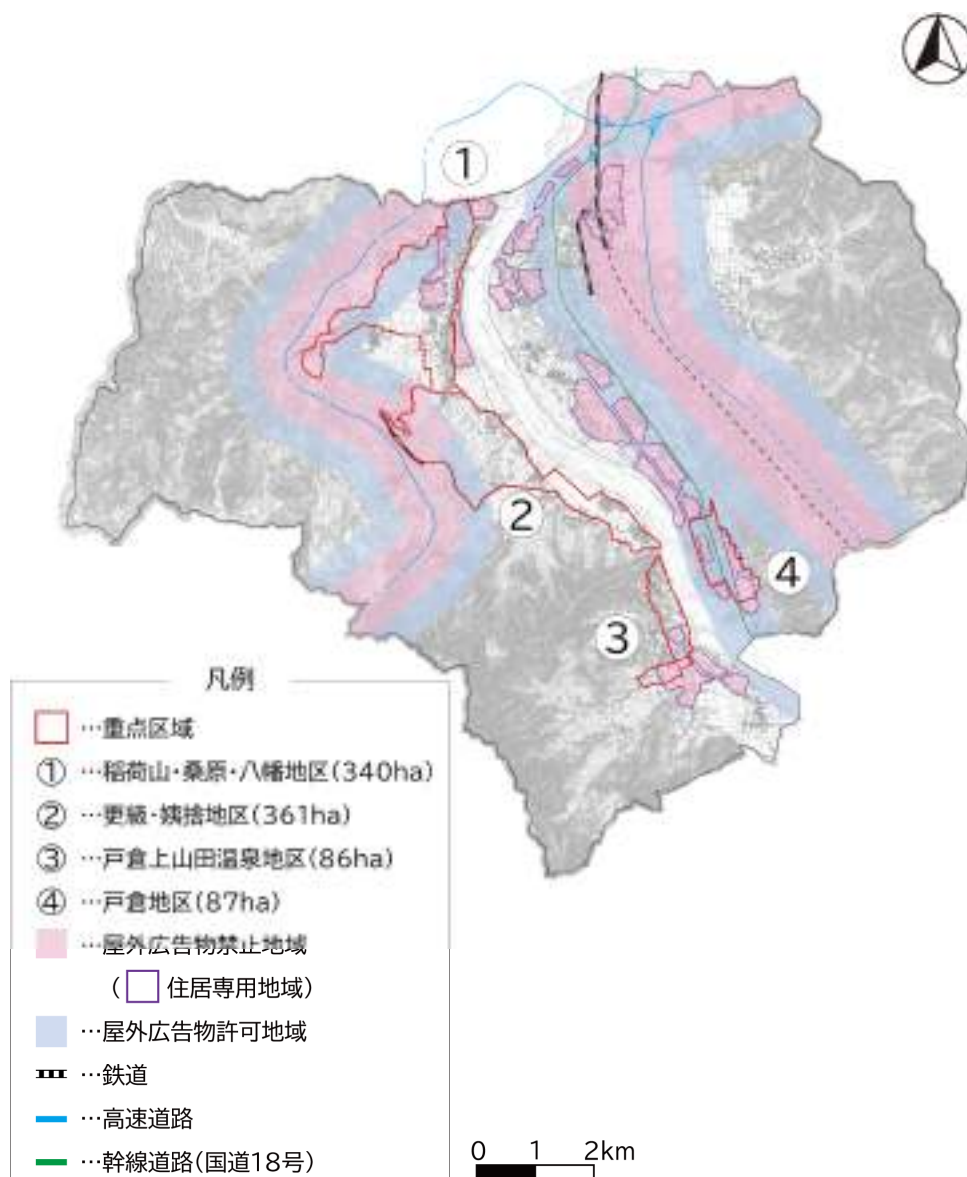 ①
②
④
③
凡例
…重点区域
① …稲荷山・桑原・八幡地区(340ha)
② …更級・姨捨地区(361ha)
③ …戸倉上山田温泉地区(86ha)
④ …戸倉地区(87ha)
…屋外広告物禁止地域
( 住居専用地域)
…屋外広告物許可地域
…鉄道
…高速道路
…幹線道路(国道18号)
0 1 2km